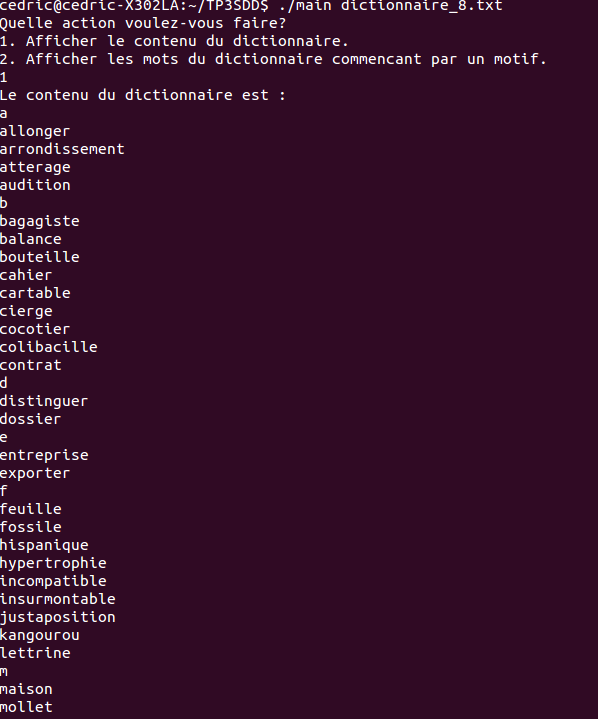 cedric@cedric-X302LA:~/TP3SDD$ ./main dictionnaire_8.txt
Quelle action voulez-vous faire?
1. Afficher le contenu du dictionnaire.
2. Afficher les mots du dictionnaire commencant par un motif.
1
Le contenu du dictionnaire est :
a
allonger
arrondissement
atterage
audition
b
bagagiste
balance
bouteille
cahier
cartable
cierge
cocotier
colibacille
contrat
d
distinguer
dossier
e
entreprise
exporter
f
feuille
fossile
hispanique
hypertrophie
incompatible
insurmontable
justaposition
kangourou
lettrine
m
maison
mollet